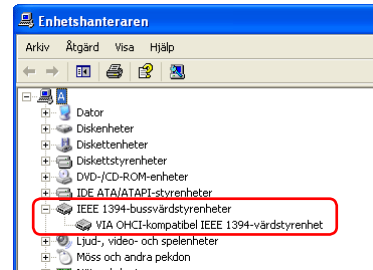 Enhetshanteraren
Arkiv Åtgärd Visa Hjälp
A
Dator
Diskenheter
Diskettenheter
Diskettstyrenheter
DVD-/CD-ROM-enheter
IDE ATA/ATAPI-styrenheter
IEEE 1394-bussvärdstyrenheter
VIA OHCI-kompatibel IEEE 1394-värdstyrenhet
Ljud-, video- och spelenheter
Möss och andra pekdon